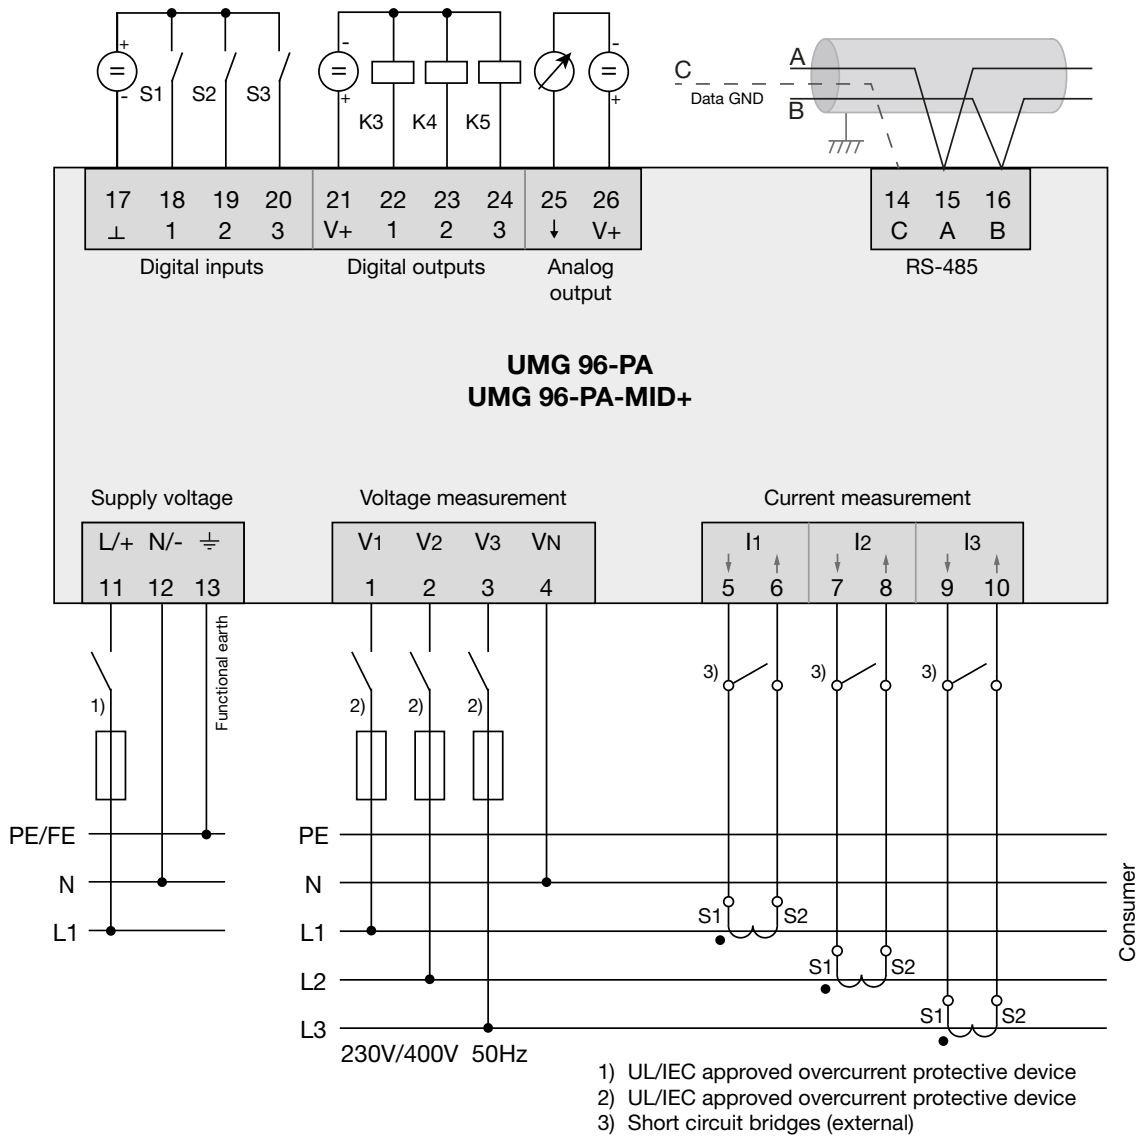 + - + - A
S1 S2 S3 K3 K4 K5 C Data GND B
- + +
17 18 19 20 21 22 23 24 25 26 14 15 16
⊥ 1 2 3 V+ 1 2 3 ↓ V+ C A B
Digital inputs Digital outputs Analog output RS-485
UMG 96-PA
UMG 96-PA-MID+
Supply voltage Voltage measurement Current measurement
L/+ N/- ⏚ V1 V2 V3 VN I1 I2 I3
11 12 13 1 2 3 4 5 6 7 8 9 10
Functional earth
3) 3) 3)
1) 2) 2) 2)
PE/FE PE
N N
S1 S2
L1 L1
S1 S2
L2
S1 S2
L3
Consumer
230V/400V 50Hz
1) UL/IEC approved overcurrent protective device
2) UL/IEC approved overcurrent protective device
3) Short circuit bridges (external)